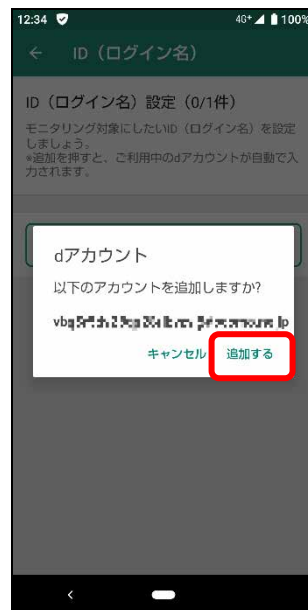 12:34 4G+ 100%
← ID（ログイン名）
ID（ログイン名）設定（0/1件）
モニタリング対象にしたいID（ログイン名）を設定
しましょう。
*追加を押すと、ご利用中のdアカウントが自動で入
力されます。
dアカウント
以下のアカウントを追加しますか?
キャンセル 追加する